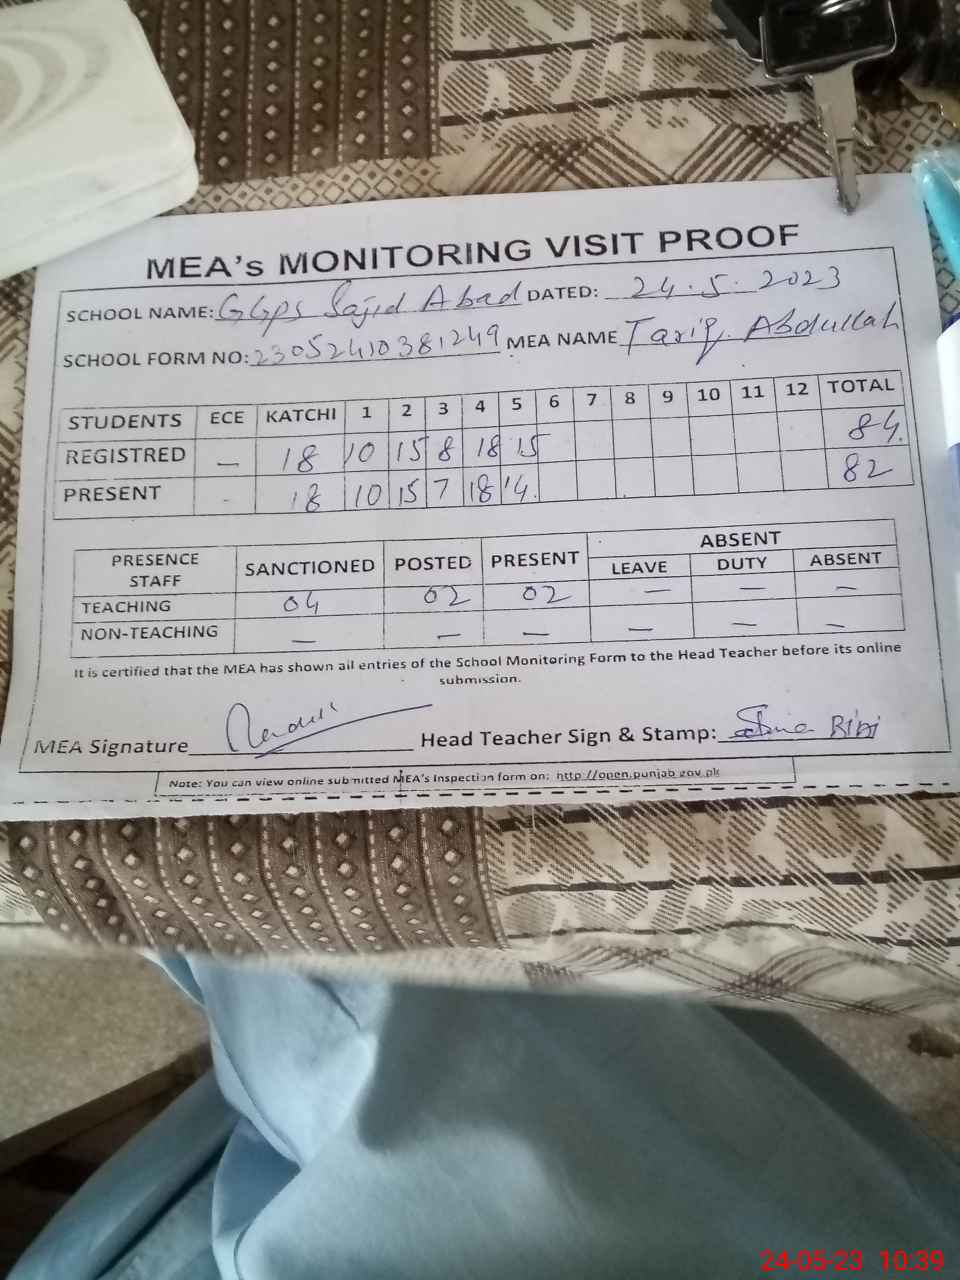 MEA's MONITORING VISIT PROOF
SCHOOL NAME: GGPS Sajid Abad DATED: 24.5.2023
SCHOOL FORM NO: 23052410381249 MEA NAME Tariq Abdullah
STUDENTS ECE KATCHI 1 2 3 4 5 6 7 8 9 10 11 12 TOTAL
REGISTRED — 18 10 15 8 18 15 84.
PRESENT - 18 10 15 7 18 14. 82
PRESENCE STAFF SANCTIONED POSTED PRESENT ABSENT
LEAVE DUTY ABSENT
TEACHING 04 02 02 — — —
NON-TEACHING — — — — — —
It is certified that the MEA has shown all entries of the School Monitoring Form to the Head Teacher before its online
submission.
MEA Signature Head Teacher Sign & Stamp: Bibi
Note: You can view online submitted MEA's Inspection form on: http://open.punjab.gov.pk
24-05-23 10:39